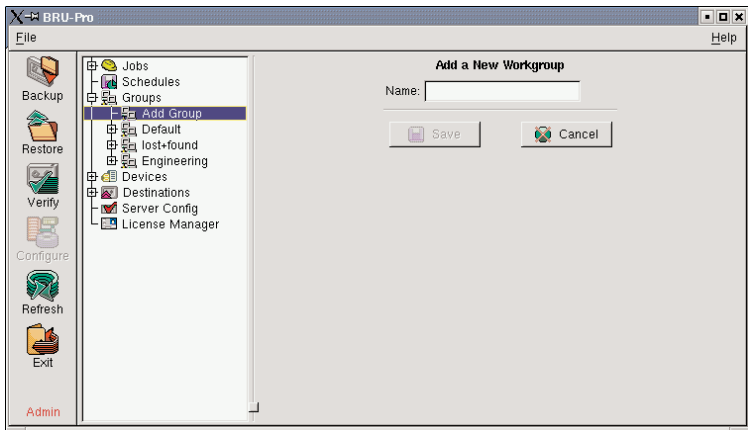 BRU-Pro
File
Help
Backup
Restore
Verify
Configure
Refresh
Exit
Admin
Jobs
Schedules
Groups
Add Group
Default
lost+found
Engineering
Devices
Destinations
Server Config
License Manager
Add a New Workgroup
Name:
Save
Cancel